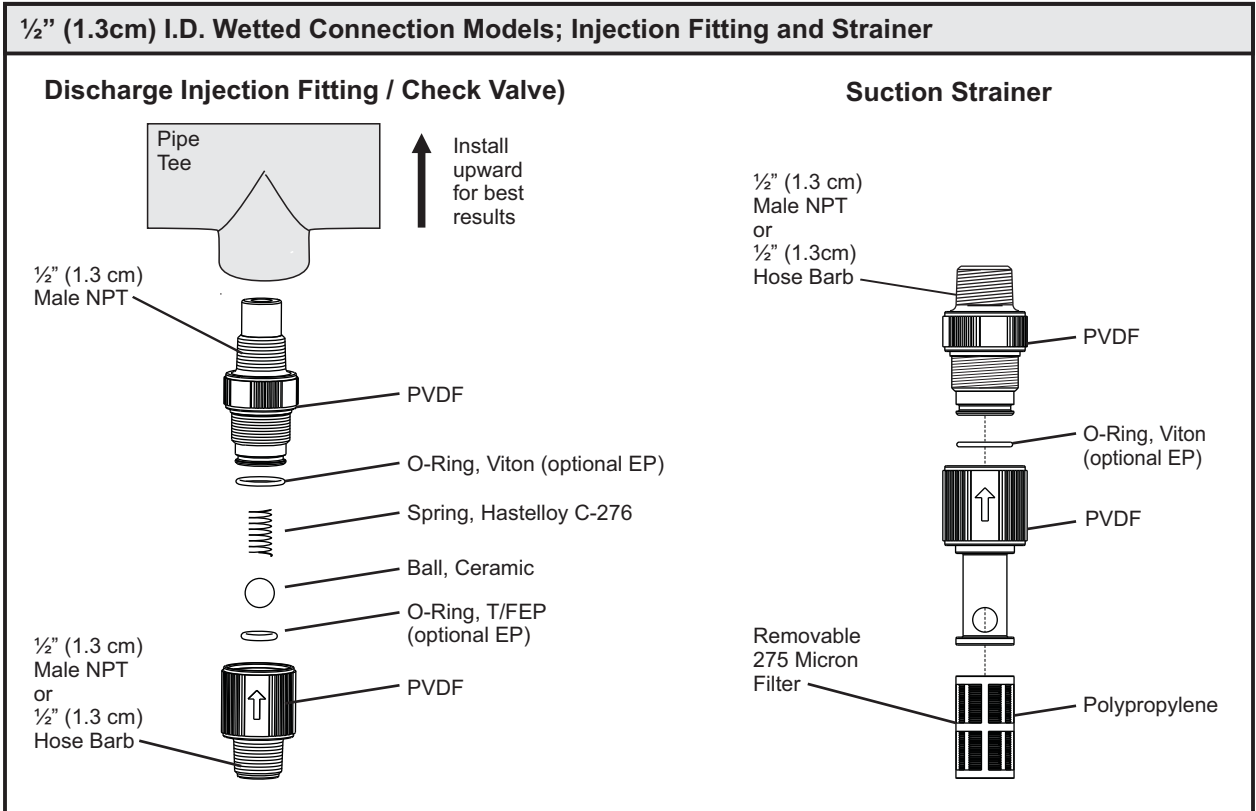 ½” (1.3cm) I.D. Wetted Connection Models; Injection Fitting and Strainer
Discharge Injection Fitting / Check Valve)
Pipe
Tee
Install
upward
for best
results
½” (1.3 cm)
Male NPT
PVDF
O-Ring, Viton (optional EP)
Spring, Hastelloy C-276
Ball, Ceramic
O-Ring, T/FEP
(optional EP)
½” (1.3 cm)
Male NPT
or
½” (1.3 cm)
Hose Barb
PVDF
Suction Strainer
½” (1.3 cm)
Male NPT
or
½” (1.3cm)
Hose Barb
PVDF
O-Ring, Viton
(optional EP)
PVDF
Removable
275 Micron
Filter
Polypropylene